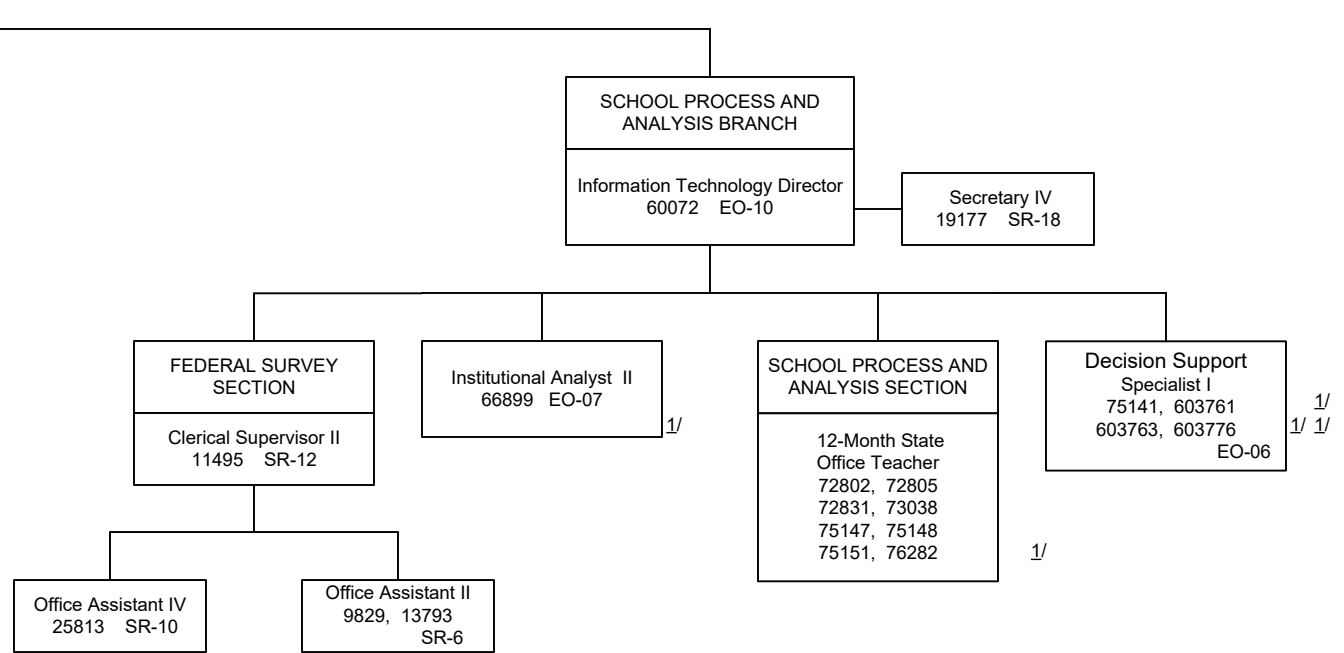 SCHOOL PROCESS AND
ANALYSIS BRANCH
Information Technology Director
60072 EO-10
Secretary IV
19177 SR-18
FEDERAL SURVEY
SECTION
Clerical Supervisor II
11495 SR-12
Institutional Analyst II
66899 EO-07
1/
SCHOOL PROCESS AND
ANALYSIS SECTION
12-Month State
Office Teacher
72802, 72805
72831, 73038
75147, 75148
75151, 76282
1/
Decision Support
Specialist I
75141, 603761 1/
603763, 603776 1/ 1/
EO-06
Office Assistant IV
25813 SR-10
Office Assistant II
9829, 13793
SR-6